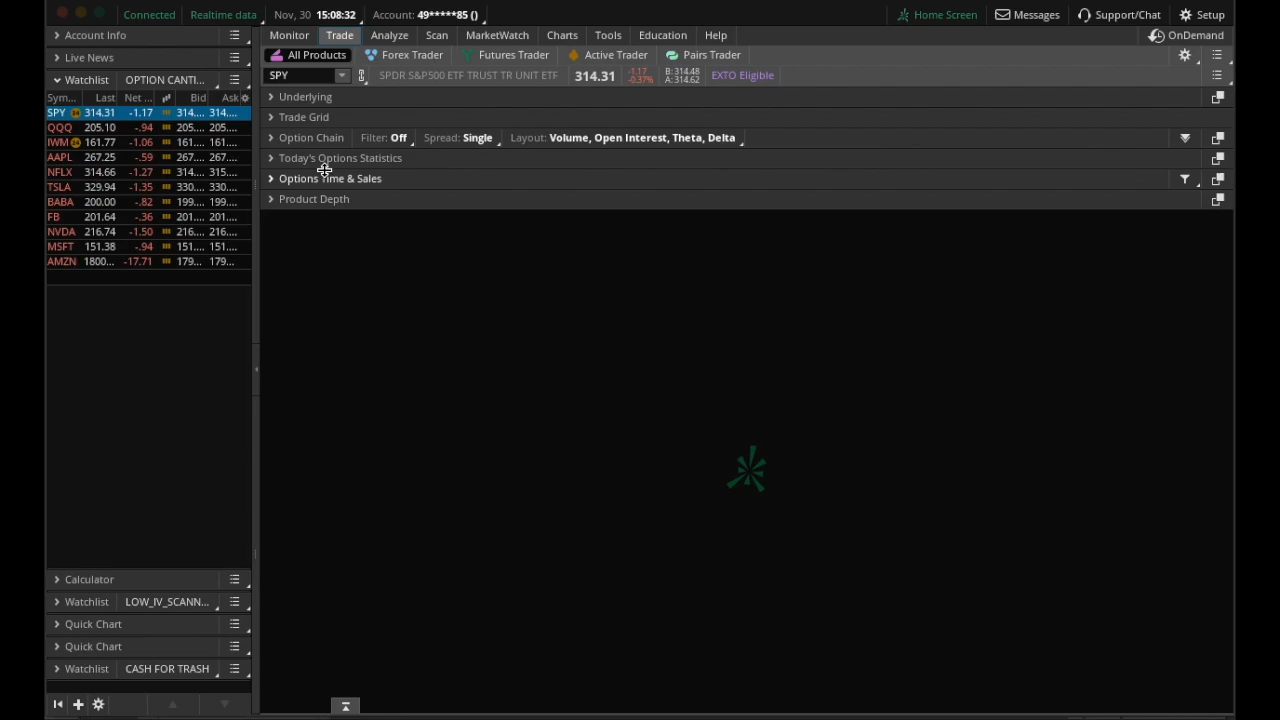 Connected Realtime data Nov, 30 15:08:32 Account: 49*****85 () Home Screen Messages Support/Chat Setup
Account Info
Live News
Watchlist OPTION CANTI...
Sym... Last Net ... Bid Ask
SPY 314.31 -1.17 314.... 314....
QQQ 205.10 -.94 205.... 205....
IWM 161.77 -1.06 161.... 161....
AAPL 267.25 -.59 267.... 267....
NFLX 314.66 -1.27 314.... 315....
TSLA 329.94 -1.35 330.... 330....
BABA 200.00 -.82 199.... 199....
FB 201.64 -.36 201.... 201....
NVDA 216.74 -1.50 216.... 216....
MSFT 151.38 -.94 151.... 151....
AMZN 1800... -17.71 179... 179...
Calculator
Watchlist LOW_IV_SCANN...
Quick Chart
Quick Chart
Watchlist CASH FOR TRASH
Monitor Trade Analyze Scan MarketWatch Charts Tools Education Help OnDemand
All Products Forex Trader Futures Trader Active Trader Pairs Trader
SPY SPDR S&P500 ETF TRUST TR UNIT ETF 314.31 -1.17 -0.37% B: 314.48 A: 314.62 EXTO Eligible
Underlying
Trade Grid
Option Chain Filter: Off Spread: Single Layout: Volume, Open Interest, Theta, Delta
Today's Options Statistics
Options Time & Sales
Product Depth